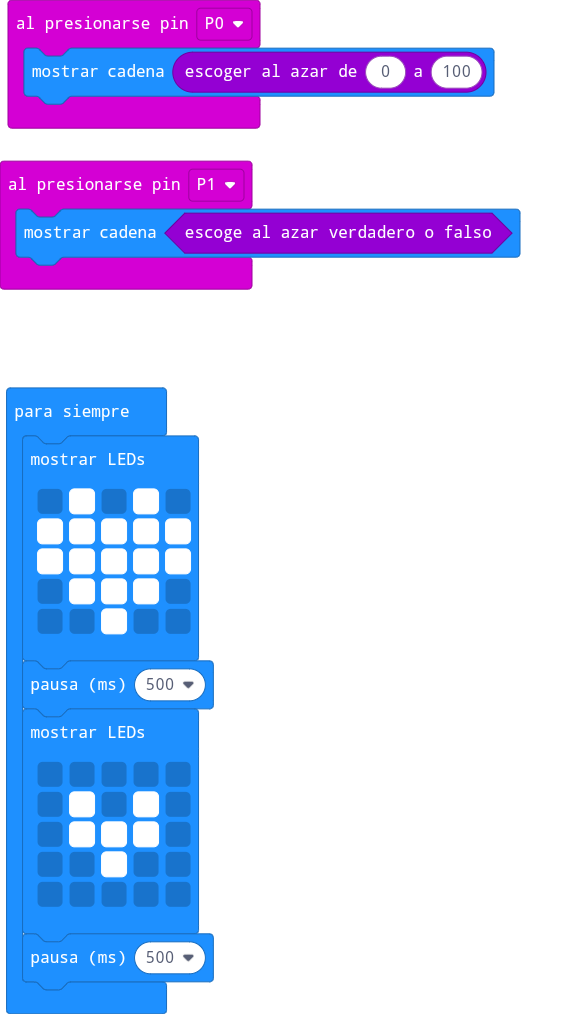 al presionarse pin P0
mostrar cadena escoger al azar de 0 a 100
al presionarse pin P1
mostrar cadena escoge al azar verdadero o falso
para siempre
mostrar LEDs
pausa (ms) 500
mostrar LEDs
pausa (ms) 500